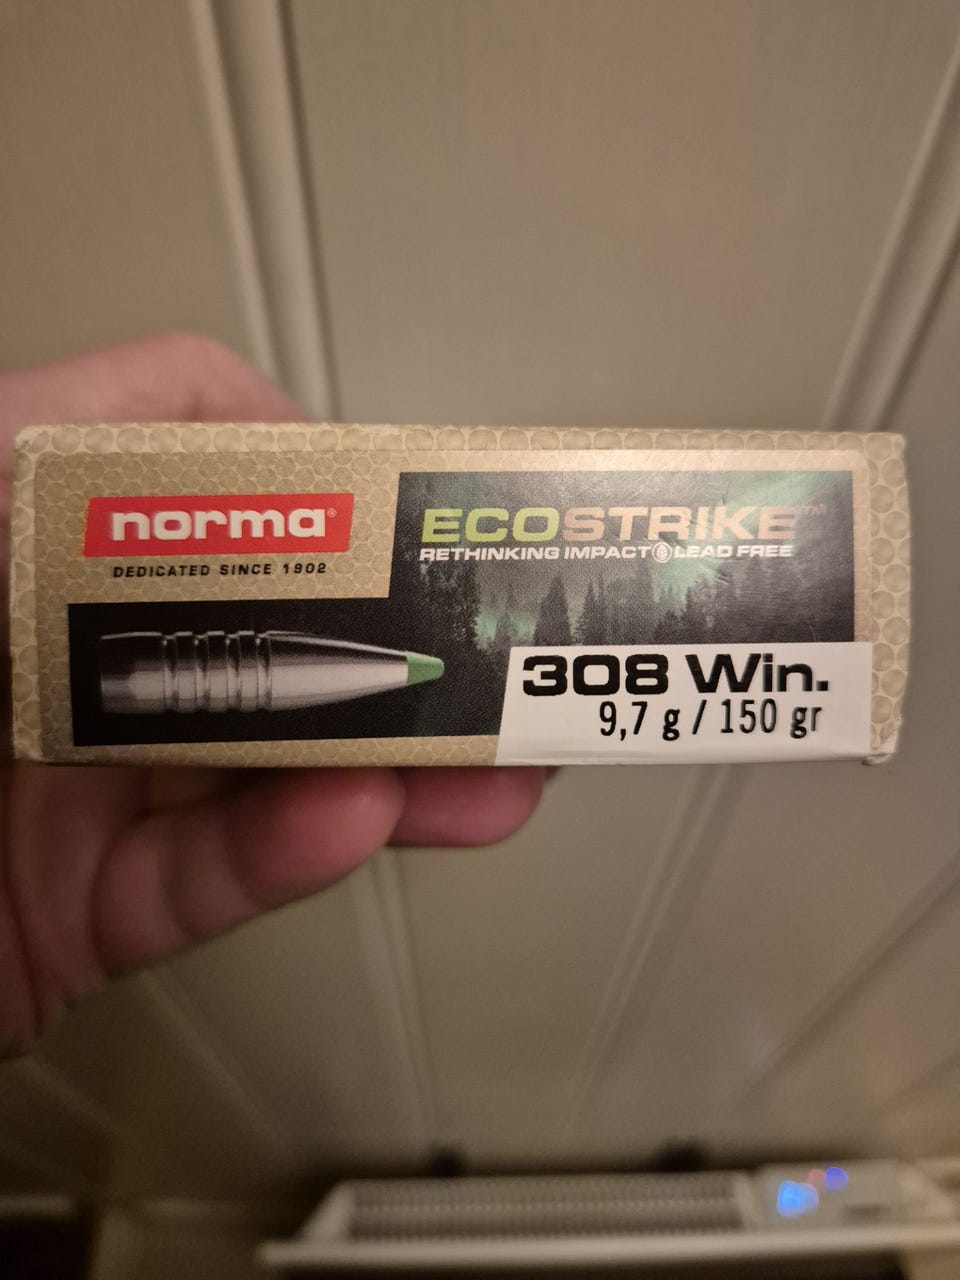 norma®
DEDICATED SINCE 1902
ECOSTRIKE™
RETHINKING IMPACT LEAD FREE
308 Win.
9,7 g / 150 gr